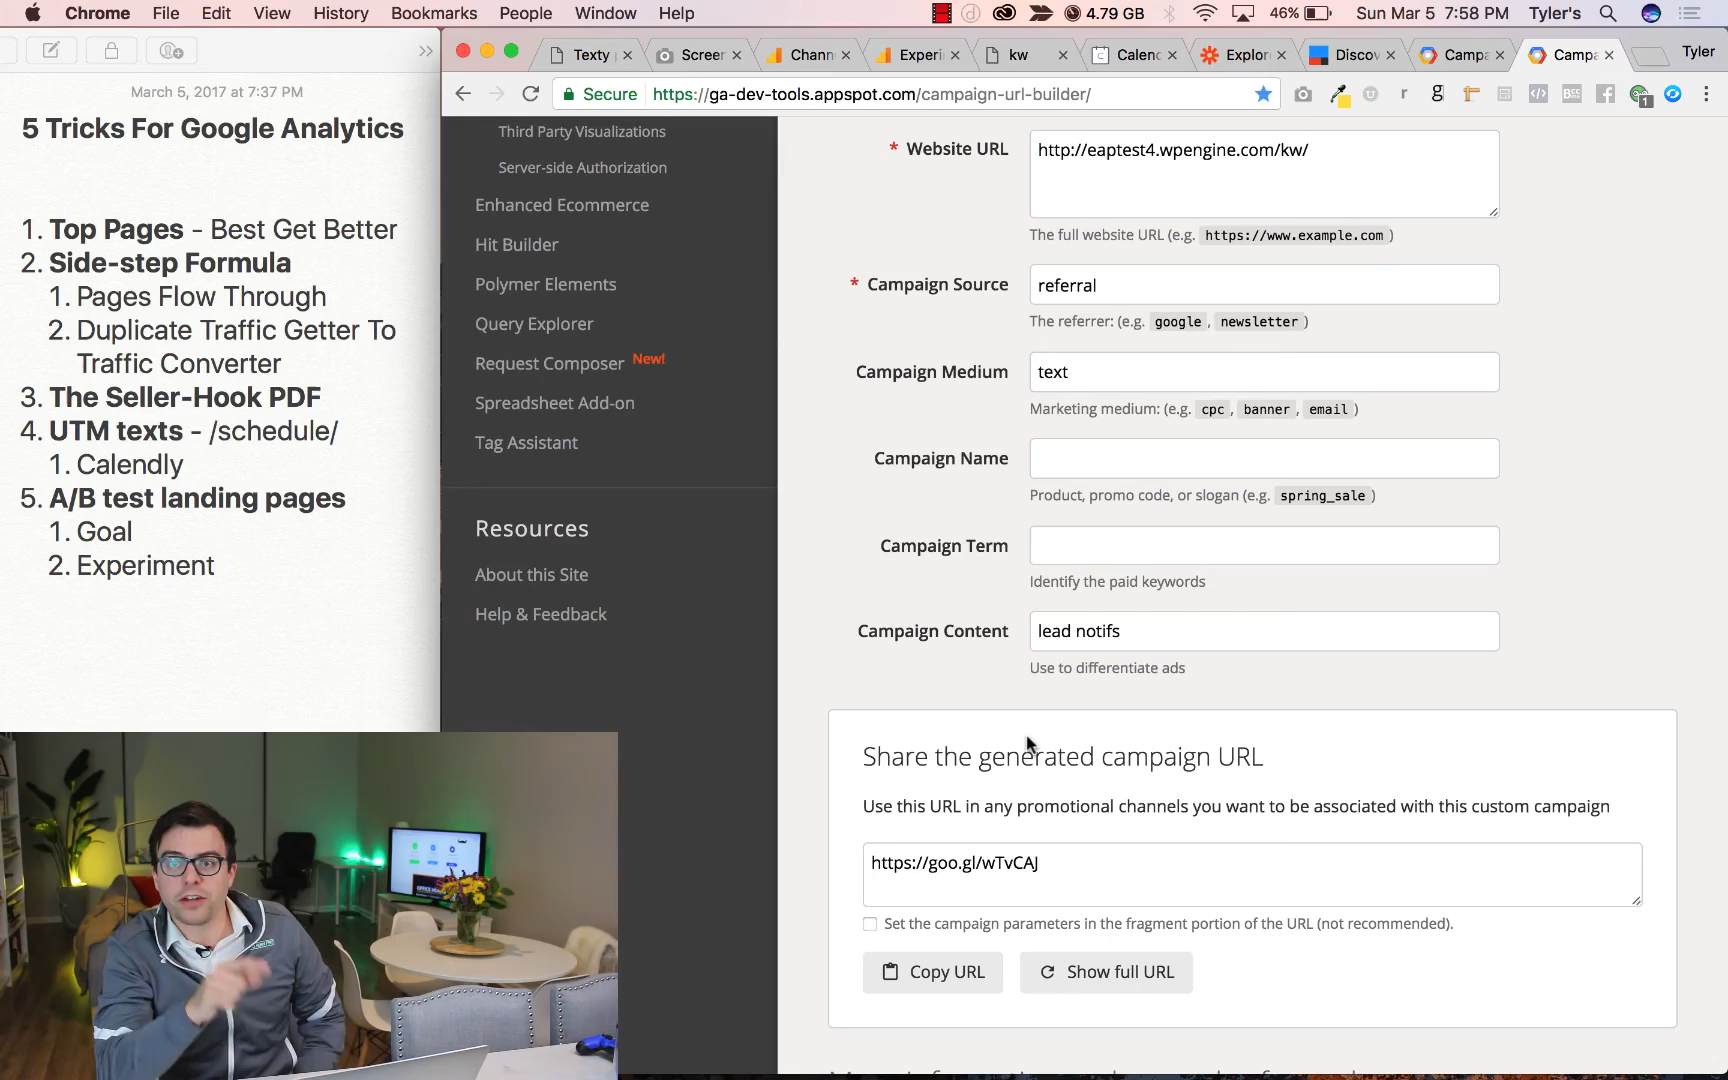 Chrome File Edit View History Bookmarks People Window Help 4.79 GB 46% Sun Mar 5 7:58 PM Tyler's
Texty Screer Chann Experi kw Calenc Explor Discov Campa Campa Tyler
Secure https://ga-dev-tools.appspot.com/campaign-url-builder/
March 5, 2017 at 7:37 PM
5 Tricks For Google Analytics
1. Top Pages - Best Get Better
2. Side-step Formula
1. Pages Flow Through
2. Duplicate Traffic Getter To
Traffic Converter
3. The Seller-Hook PDF
4. UTM texts - /schedule/
1. Calendly
5. A/B test landing pages
1. Goal
2. Experiment
Third Party Visualizations
Server-side Authorization
Enhanced Ecommerce
Hit Builder
Polymer Elements
Query Explorer
Request Composer New!
Spreadsheet Add-on
Tag Assistant
Resources
About this Site
Help & Feedback
* Website URL http://eaptest4.wpengine.com/kw/
The full website URL (e.g. https://www.example.com )
* Campaign Source referral
The referrer: (e.g. google , newsletter )
Campaign Medium text
Marketing medium: (e.g. cpc , banner , email )
Campaign Name
Product, promo code, or slogan (e.g. spring_sale )
Campaign Term
Identify the paid keywords
Campaign Content lead notifs
Use to differentiate ads
Share the generated campaign URL
Use this URL in any promotional channels you want to be associated with this custom campaign
https://goo.gl/wTvCAJ
Set the campaign parameters in the fragment portion of the URL (not recommended).
Copy URL Show full URL